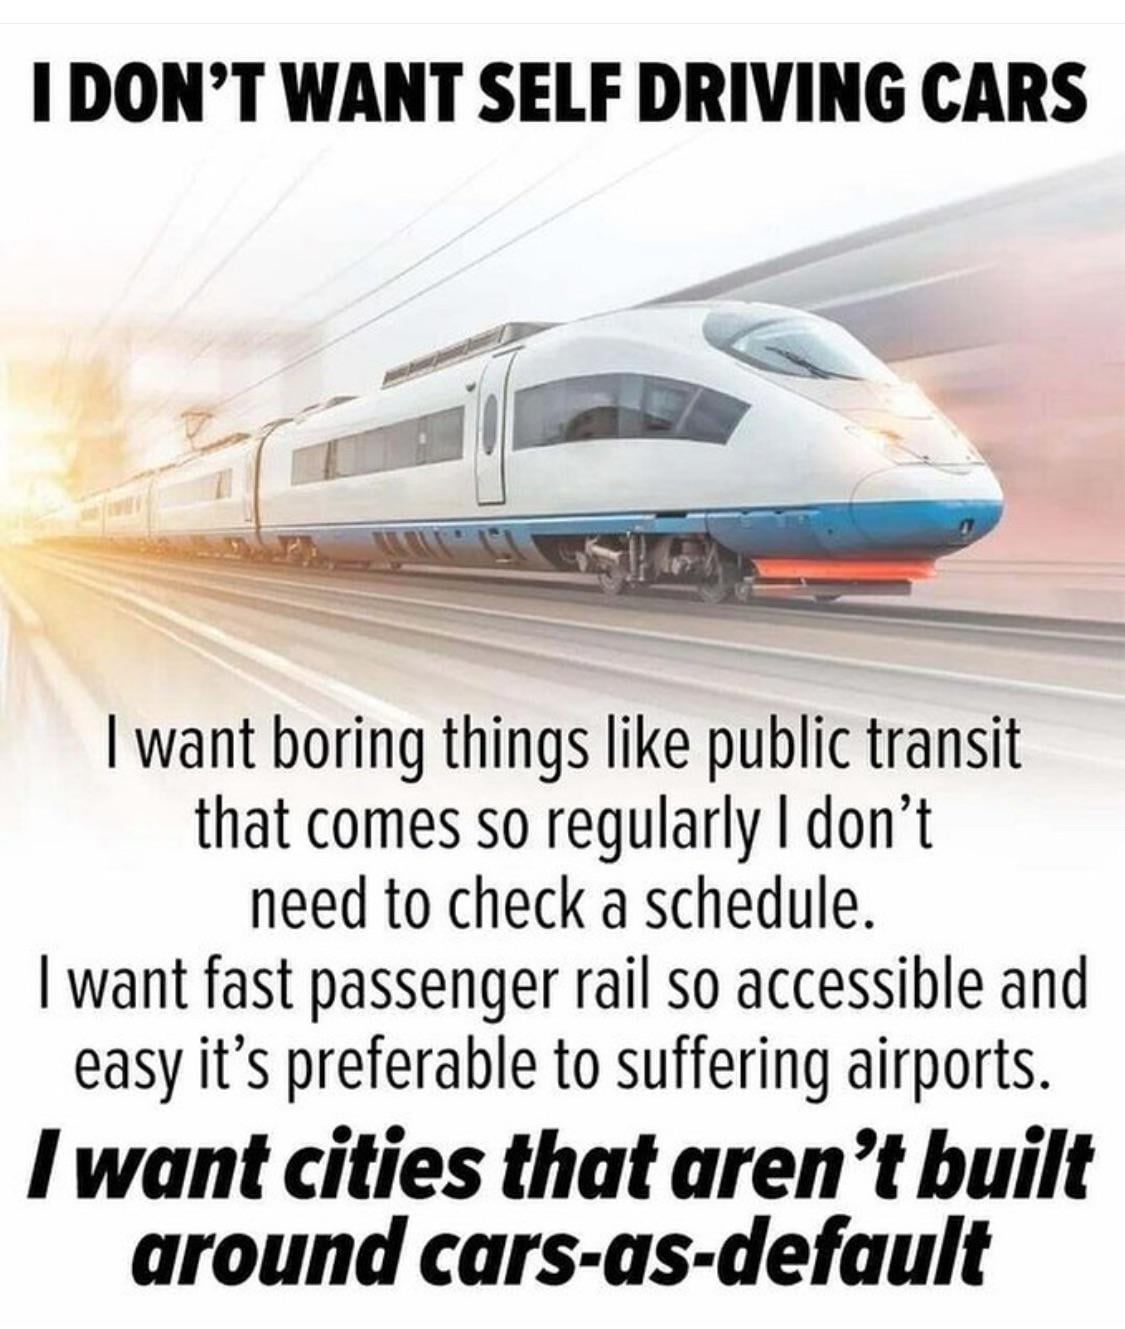 I DON’T WANT SELF DRIVING CARS
I want boring things like public transit
that comes so regularly I don’t
need to check a schedule.
I want fast passenger rail so accessible and
easy it’s preferable to suffering airports.
I want cities that aren’t built
around cars-as-default